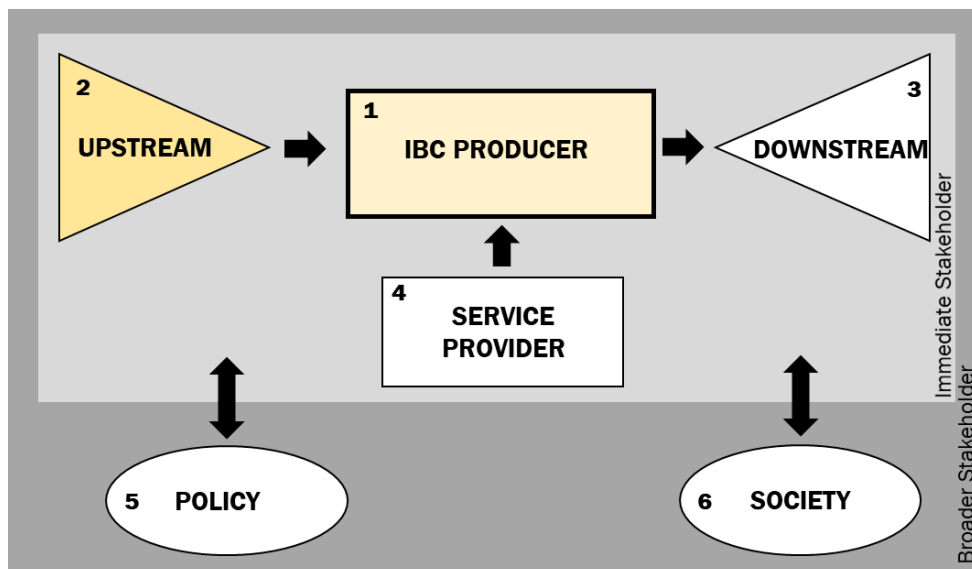 2
UPSTREAM
1
IBC PRODUCER
3
DOWNSTREAM
4
SERVICE
PROVIDER
Immediate Stakeholder
5
POLICY
6
SOCIETY
Broader Stakeholder